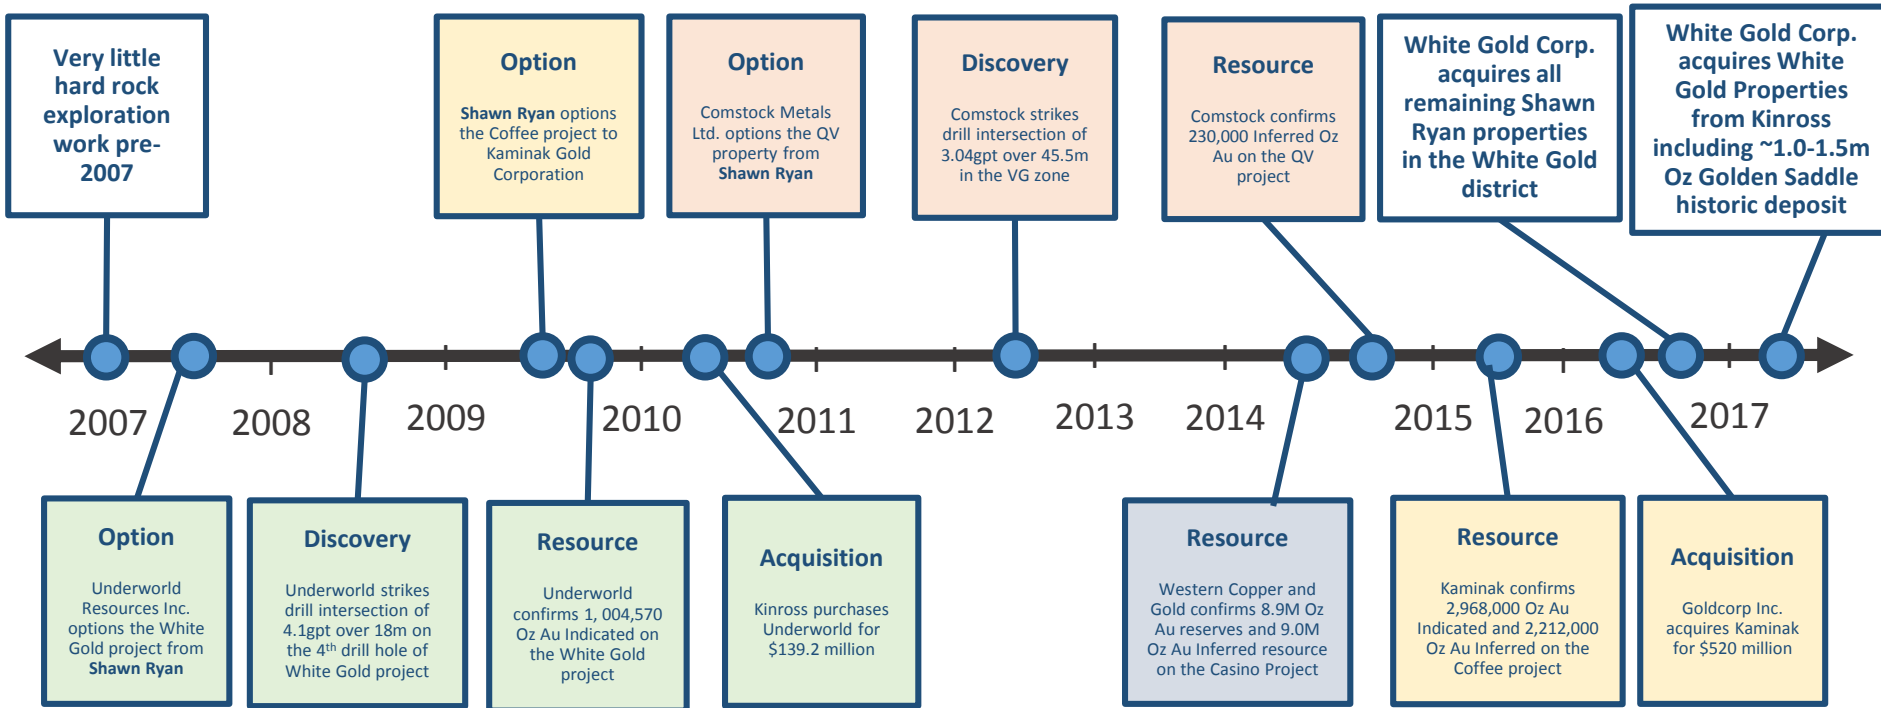 Very little
hard rock
exploration
work pre-
2007
Option
Shawn Ryan options
the Coffee project to
Kaminak Gold
Corporation
Option
Comstock Metals
Ltd. options the QV
property from
Shawn Ryan
Discovery
Comstock strikes
drill intersection of
3.04gpt over 45.5m
in the VG zone
Resource
Comstock confirms
230,000 Inferred Oz
Au on the QV
project
White Gold Corp.
acquires all
remaining Shawn
Ryan properties
in the White Gold
district
White Gold Corp.
acquires White
Gold Properties
from Kinross
including ~1.0-1.5m
Oz Golden Saddle
historic deposit
2007
2008
2009
2010
2011
2012
2013
2014
2015
2016
2017
Option
Underworld
Resources Inc.
options the White
Gold project from
Shawn Ryan
Discovery
Underworld strikes
drill intersection of
4.1gpt over 18m on
the 4th drill hole of
White Gold project
Resource
Underworld
confirms 1, 004,570
Oz Au Indicated on
the White Gold
project
Acquisition
Kinross purchases
Underworld for
$139.2 million
Resource
Western Copper and
Gold confirms 8.9M Oz
Au reserves and 9.0M
Oz Au Inferred resource
on the Casino Project
Resource
Kaminak confirms
2,968,000 Oz Au
Indicated and 2,212,000
Oz Au Inferred on the
Coffee project
Acquisition
Goldcorp Inc.
acquires Kaminak
for $520 million